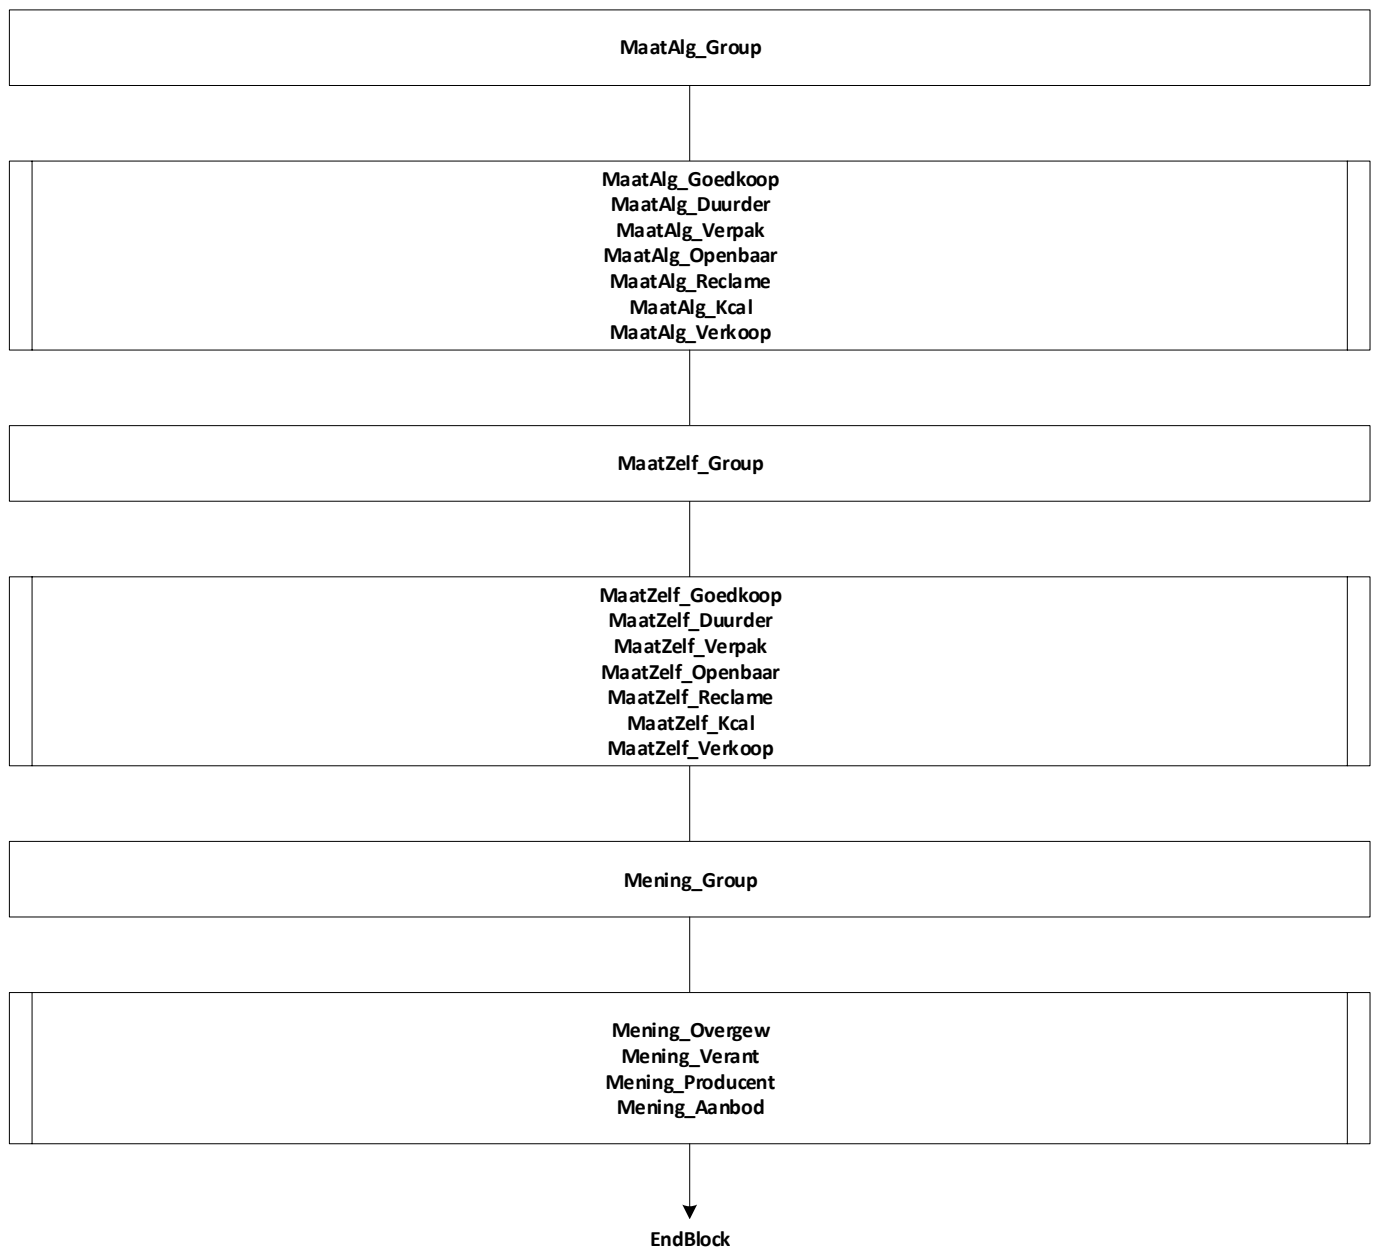 MaatAlg_Group
MaatAlg_Goedkoop
MaatAlg_Duurder
MaatAlg_Verpak
MaatAlg_Openbaar
MaatAlg_Reclame
MaatAlg_Kcal
MaatAlg_Verkoop
MaatZelf_Group
MaatZelf_Goedkoop
MaatZelf_Duurder
MaatZelf_Verpak
MaatZelf_Openbaar
MaatZelf_Reclame
MaatZelf_Kcal
MaatZelf_Verkoop
Mening_Group
Mening_Overgew
Mening_Verant
Mening_Producent
Mening_Aanbod
EndBlock